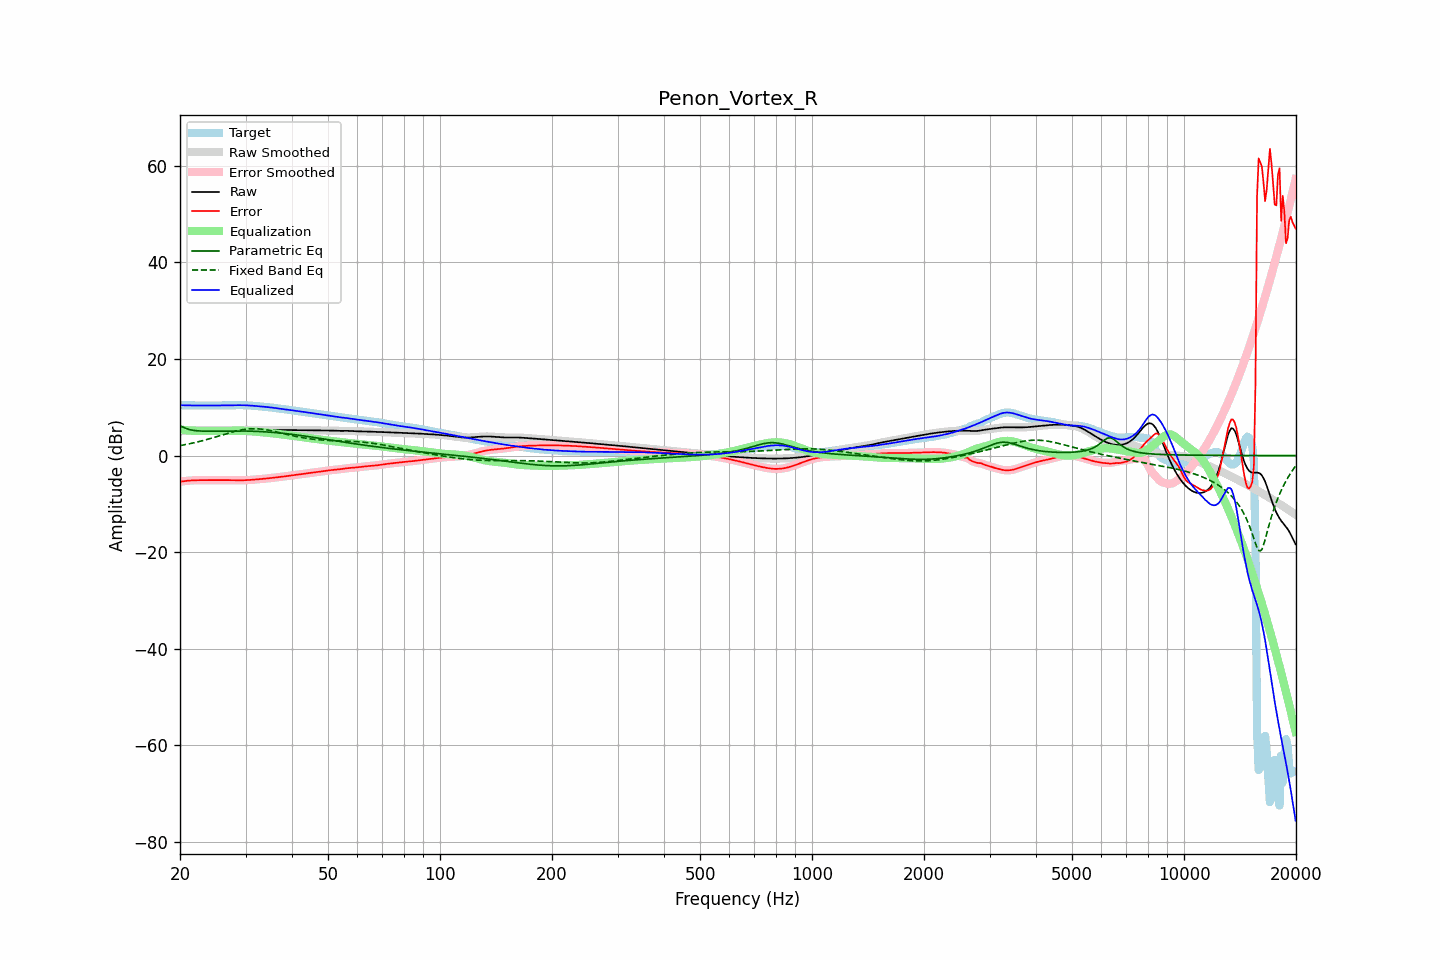 Penon_Vortex_R
Target
Raw Smoothed
Error Smoothed
Raw
Error
Equalization
Parametric Eq
Fixed Band Eq
Equalized
60
40
20
0
−20
−40
−60
−80
Amplitude (dBr)
20 50 100 200 500 1000 2000 5000 10000 20000
Frequency (Hz)